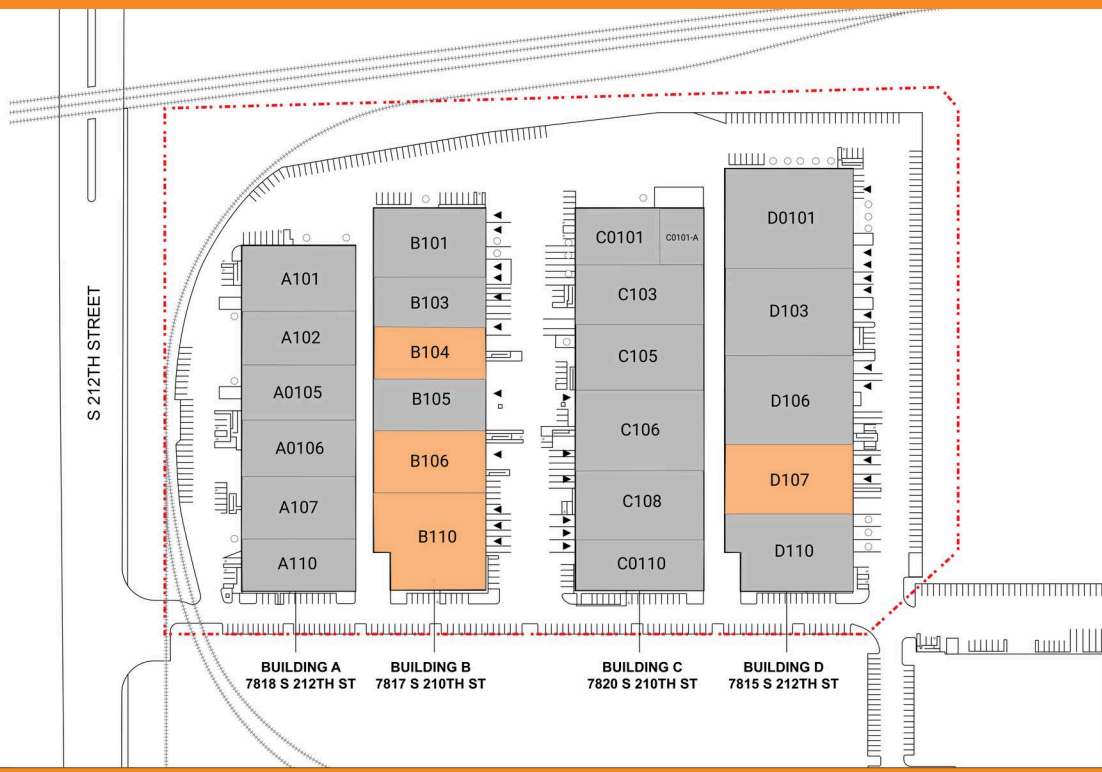 S 212TH STREET
A101
A102
A0105
A0106
A107
A110
B101
B103
B104
B105
B106
B110
C0101
C0101-A
C103
C105
C106
C108
C0110
D0101
D103
D106
D107
D110
BUILDING A
7818 S 212TH ST
BUILDING B
7817 S 210TH ST
BUILDING C
7820 S 210TH ST
BUILDING D
7815 S 212TH ST